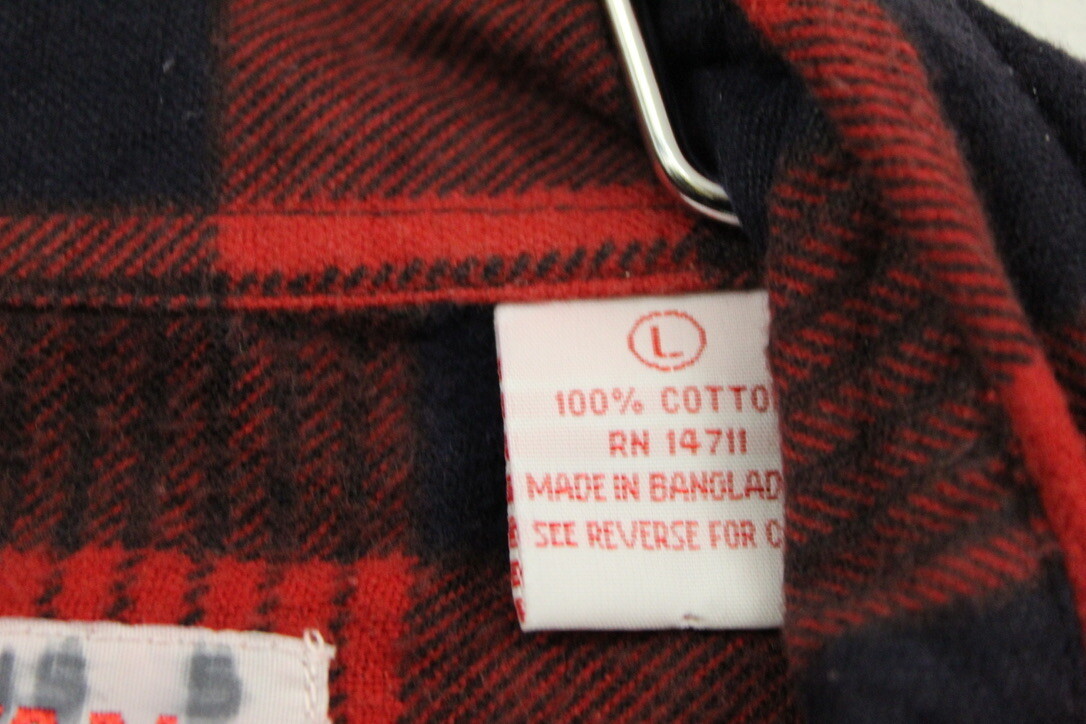 L
100% COTTO
RN 14711
MADE IN BANGLAD
SEE REVERSE FOR C